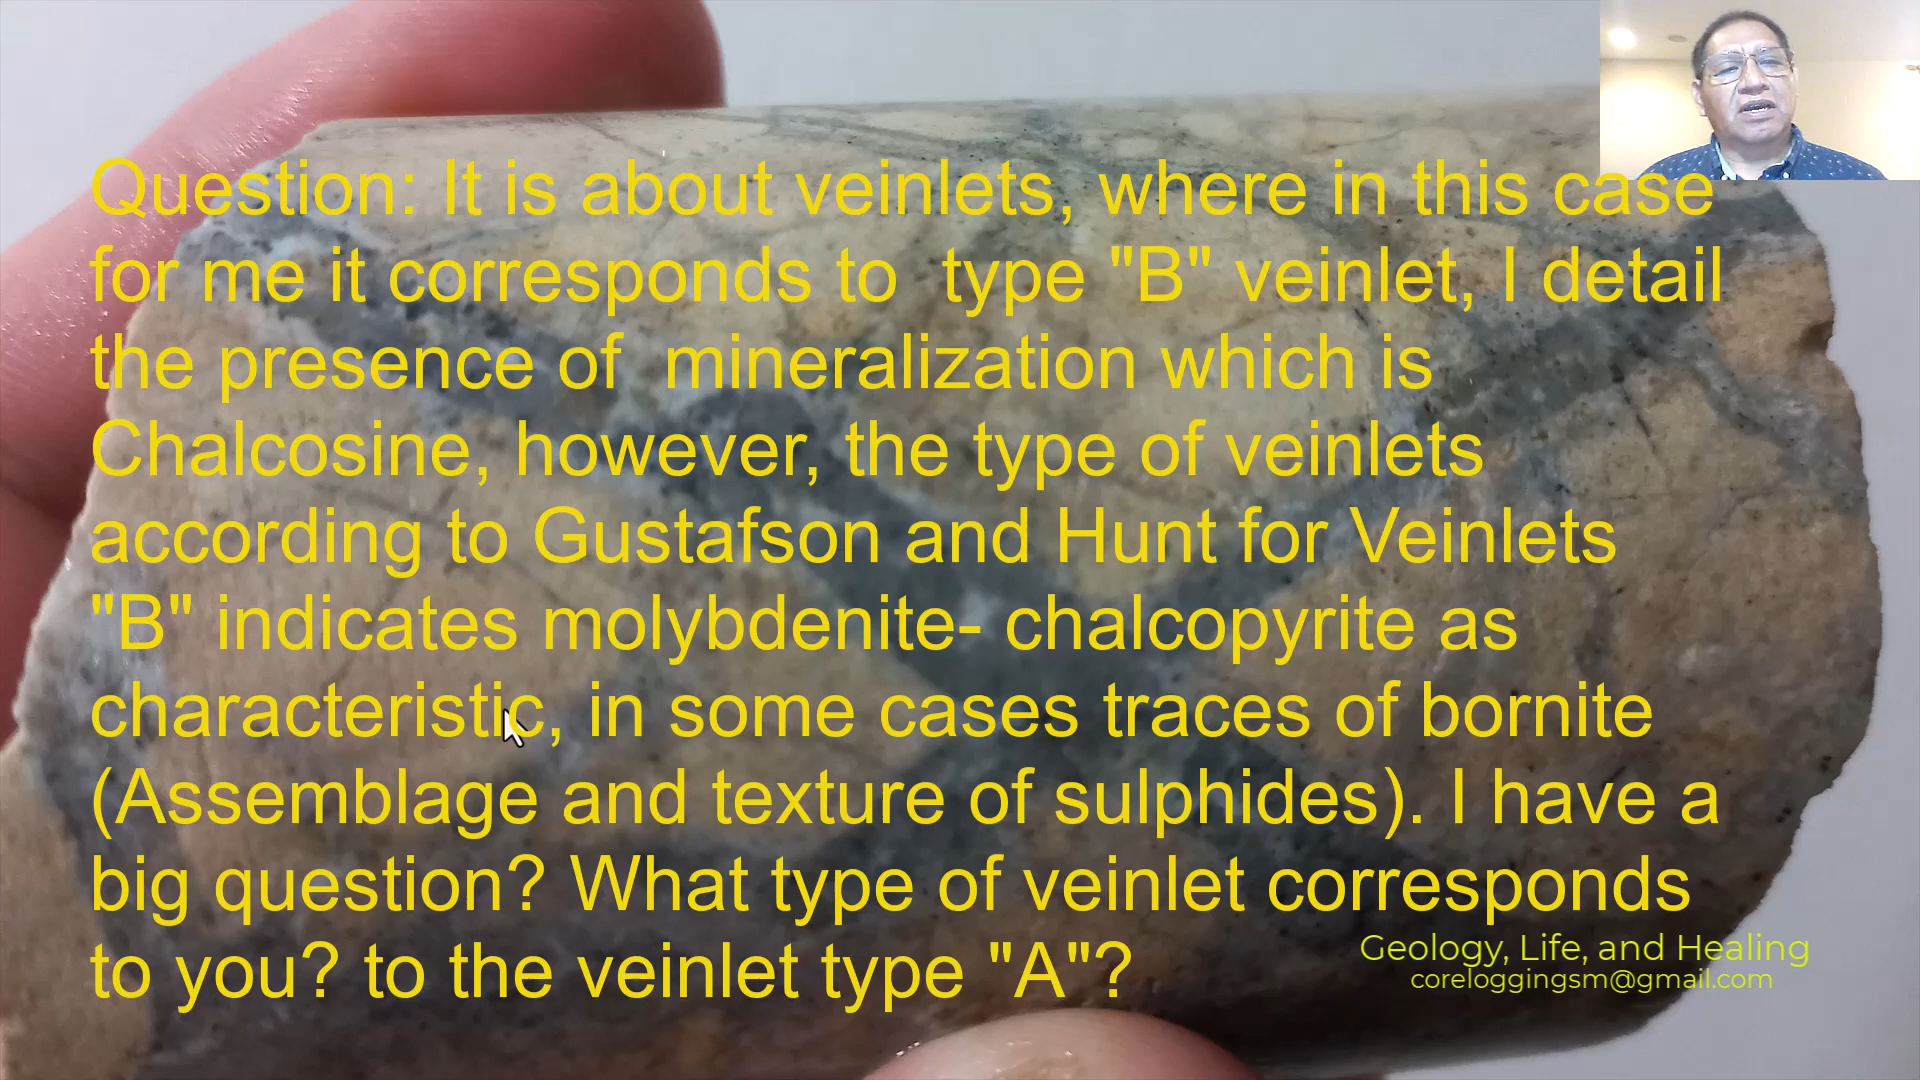 Question: It is about veinlets, where in this case
for me it corresponds to  type "B" veinlet, I detail
the presence of  mineralization which is
Chalcosine, however, the type of veinlets
according to Gustafson and Hunt for Veinlets
"B" indicates molybdenite- chalcopyrite as
characteristic, in some cases traces of bornite
(Assemblage and texture of sulphides). I have a
big question? What type of veinlet corresponds
to you? to the veinlet type "A"?
Geology, Life, and Healing
coreloggingsm@gmail.com